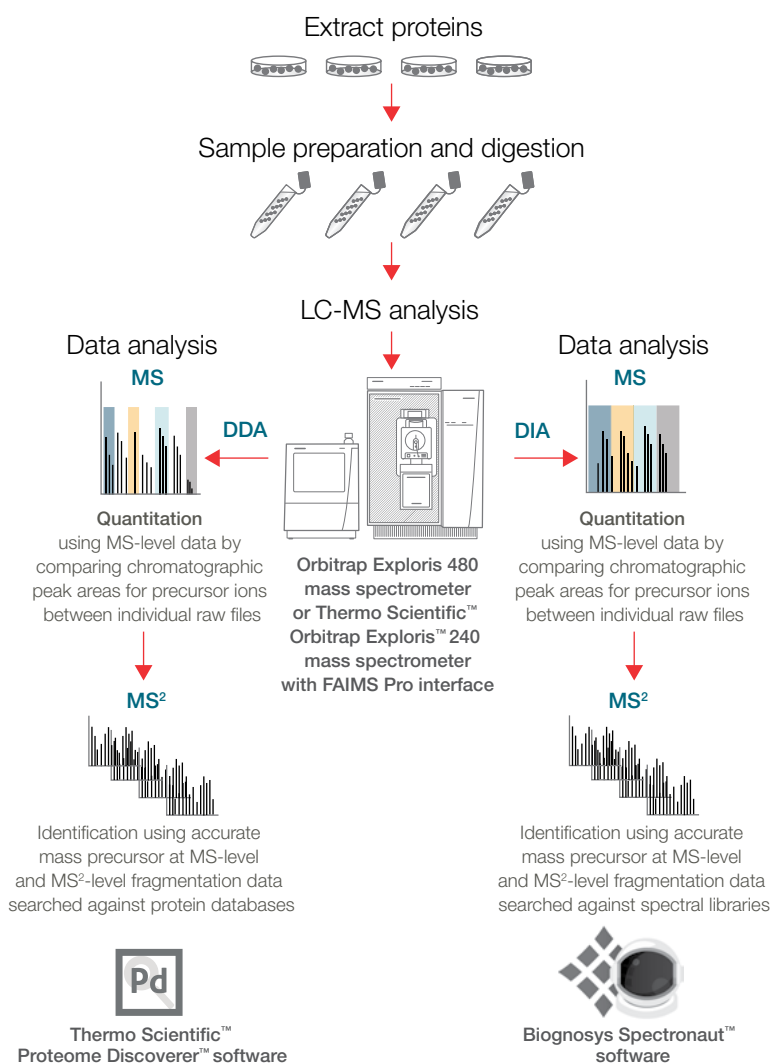 Extract proteins
Sample preparation and digestion
LC-MS analysis
Data analysis
MS
DDA
Quantitation
using MS-level data by
comparing chromatographic
peak areas for precursor ions
between individual raw files
MS²
Identification using accurate
mass precursor at MS-level
and MS²-level fragmentation data
searched against protein databases
Pd
Thermo Scientific™
Proteome Discoverer™ software
Orbitrap Exploris 480
mass spectrometer
or Thermo Scientific™
Orbitrap Exploris™ 240
mass spectrometer
with FAIMS Pro interface
Data analysis
MS
DIA
Quantitation
using MS-level data by
comparing chromatographic
peak areas for precursor ions
between individual raw files
MS²
Identification using accurate
mass precursor at MS-level
and MS²-level fragmentation data
searched against spectral libraries
Biognosys Spectronaut™
software